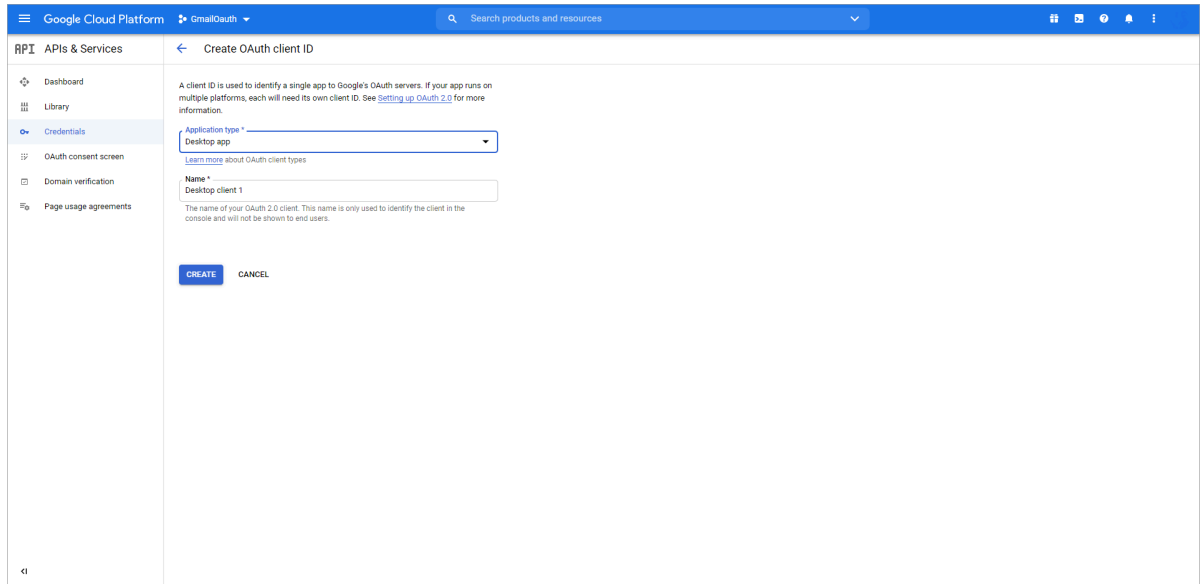 Google Cloud Platform
GmailOauth
Search products and resources
API APIs & Services
Create OAuth client ID
Dashboard
Library
Credentials
OAuth consent screen
Domain verification
Page usage agreements
A client ID is used to identify a single app to Google's OAuth servers. If your app runs on
multiple platforms, each will need its own client ID. See Setting up OAuth 2.0 for more
information.
Application type *
Desktop app
Learn more about OAuth client types
Name *
Desktop client 1
The name of your OAuth 2.0 client. This name is only used to identify the client in the
console and will not be shown to end users.
CREATE
CANCEL